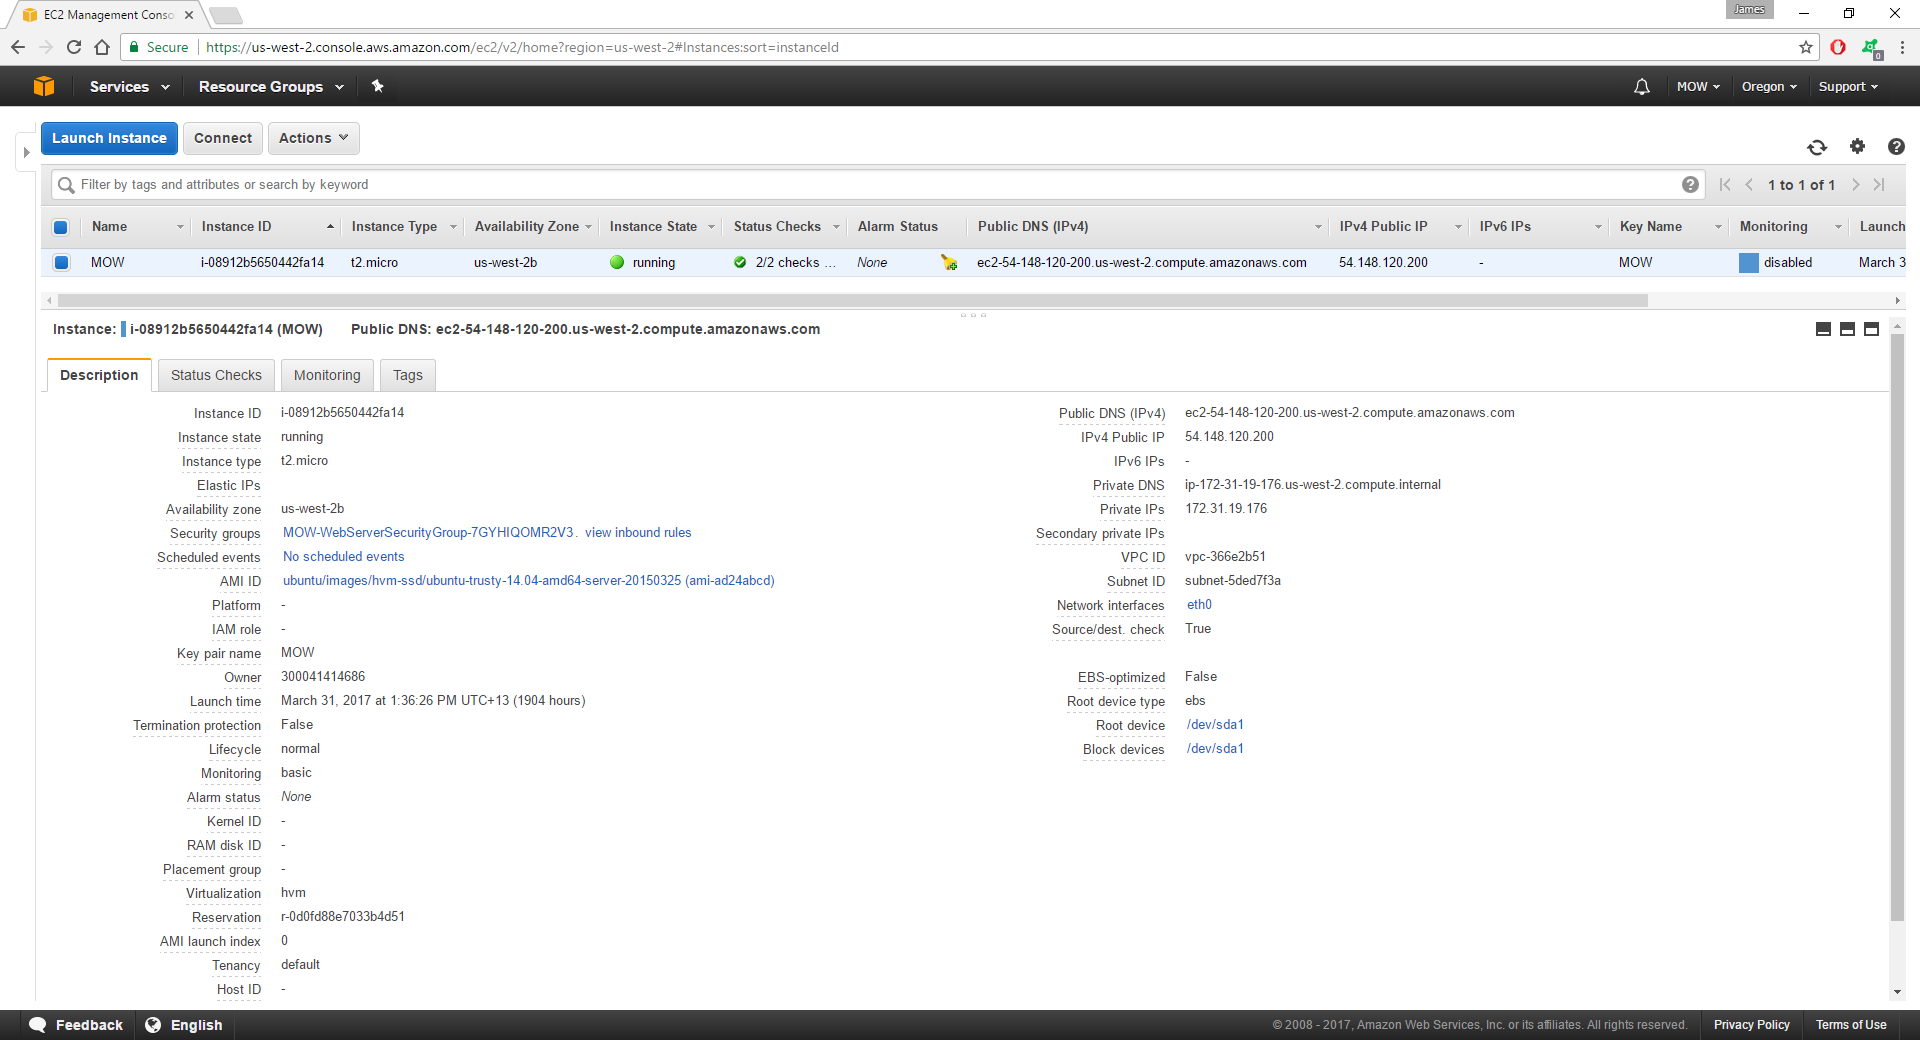 EC2 Management Conso
James
Secure
https://us-west-2.console.aws.amazon.com/ec2/v2/home?region=us-west-2#Instances:sort=instanceId
0
Services
Resource Groups
MOW
Oregon
Support
Launch Instance
Connect
Actions
Filter by tags and attributes or search by keyword
1 to 1 of 1
Name Instance ID Instance Type Availability Zone Instance State Status Checks Alarm Status Public DNS (IPv4) IPv4 Public IP IPv6 IPs Key Name Monitoring Launch
MOW i-08912b5650442fa14 t2.micro us-west-2b running 2/2 checks ... None ec2-54-148-120-200.us-west-2.compute.amazonaws.com 54.148.120.200 - MOW disabled March 3
Instance: i-08912b5650442fa14 (MOW) Public DNS: ec2-54-148-120-200.us-west-2.compute.amazonaws.com
Description Status Checks Monitoring Tags
Instance ID i-08912b5650442fa14
Instance state running
Instance type t2.micro
Elastic IPs
Availability zone us-west-2b
Security groups MOW-WebServerSecurityGroup-7GYHIQOMR2V3. view inbound rules
Scheduled events No scheduled events
AMI ID ubuntu/images/hvm-ssd/ubuntu-trusty-14.04-amd64-server-20150325 (ami-ad24abcd)
Platform -
IAM role -
Key pair name MOW
Owner 300041414686
Launch time March 31, 2017 at 1:36:26 PM UTC+13 (1904 hours)
Termination protection False
Lifecycle normal
Monitoring basic
Alarm status None
Kernel ID -
RAM disk ID -
Placement group -
Virtualization hvm
Reservation r-0d0fd88e7033b4d51
AMI launch index 0
Tenancy default
Host ID -
Public DNS (IPv4) ec2-54-148-120-200.us-west-2.compute.amazonaws.com
IPv4 Public IP 54.148.120.200
IPv6 IPs -
Private DNS ip-172-31-19-176.us-west-2.compute.internal
Private IPs 172.31.19.176
Secondary private IPs
VPC ID vpc-366e2b51
Subnet ID subnet-5ded7f3a
Network interfaces eth0
Source/dest. check True
EBS-optimized False
Root device type ebs
Root device /dev/sda1
Block devices /dev/sda1
Feedback
English
© 2008 - 2017, Amazon Web Services, Inc. or its affiliates. All rights reserved.
Privacy Policy
Terms of Use